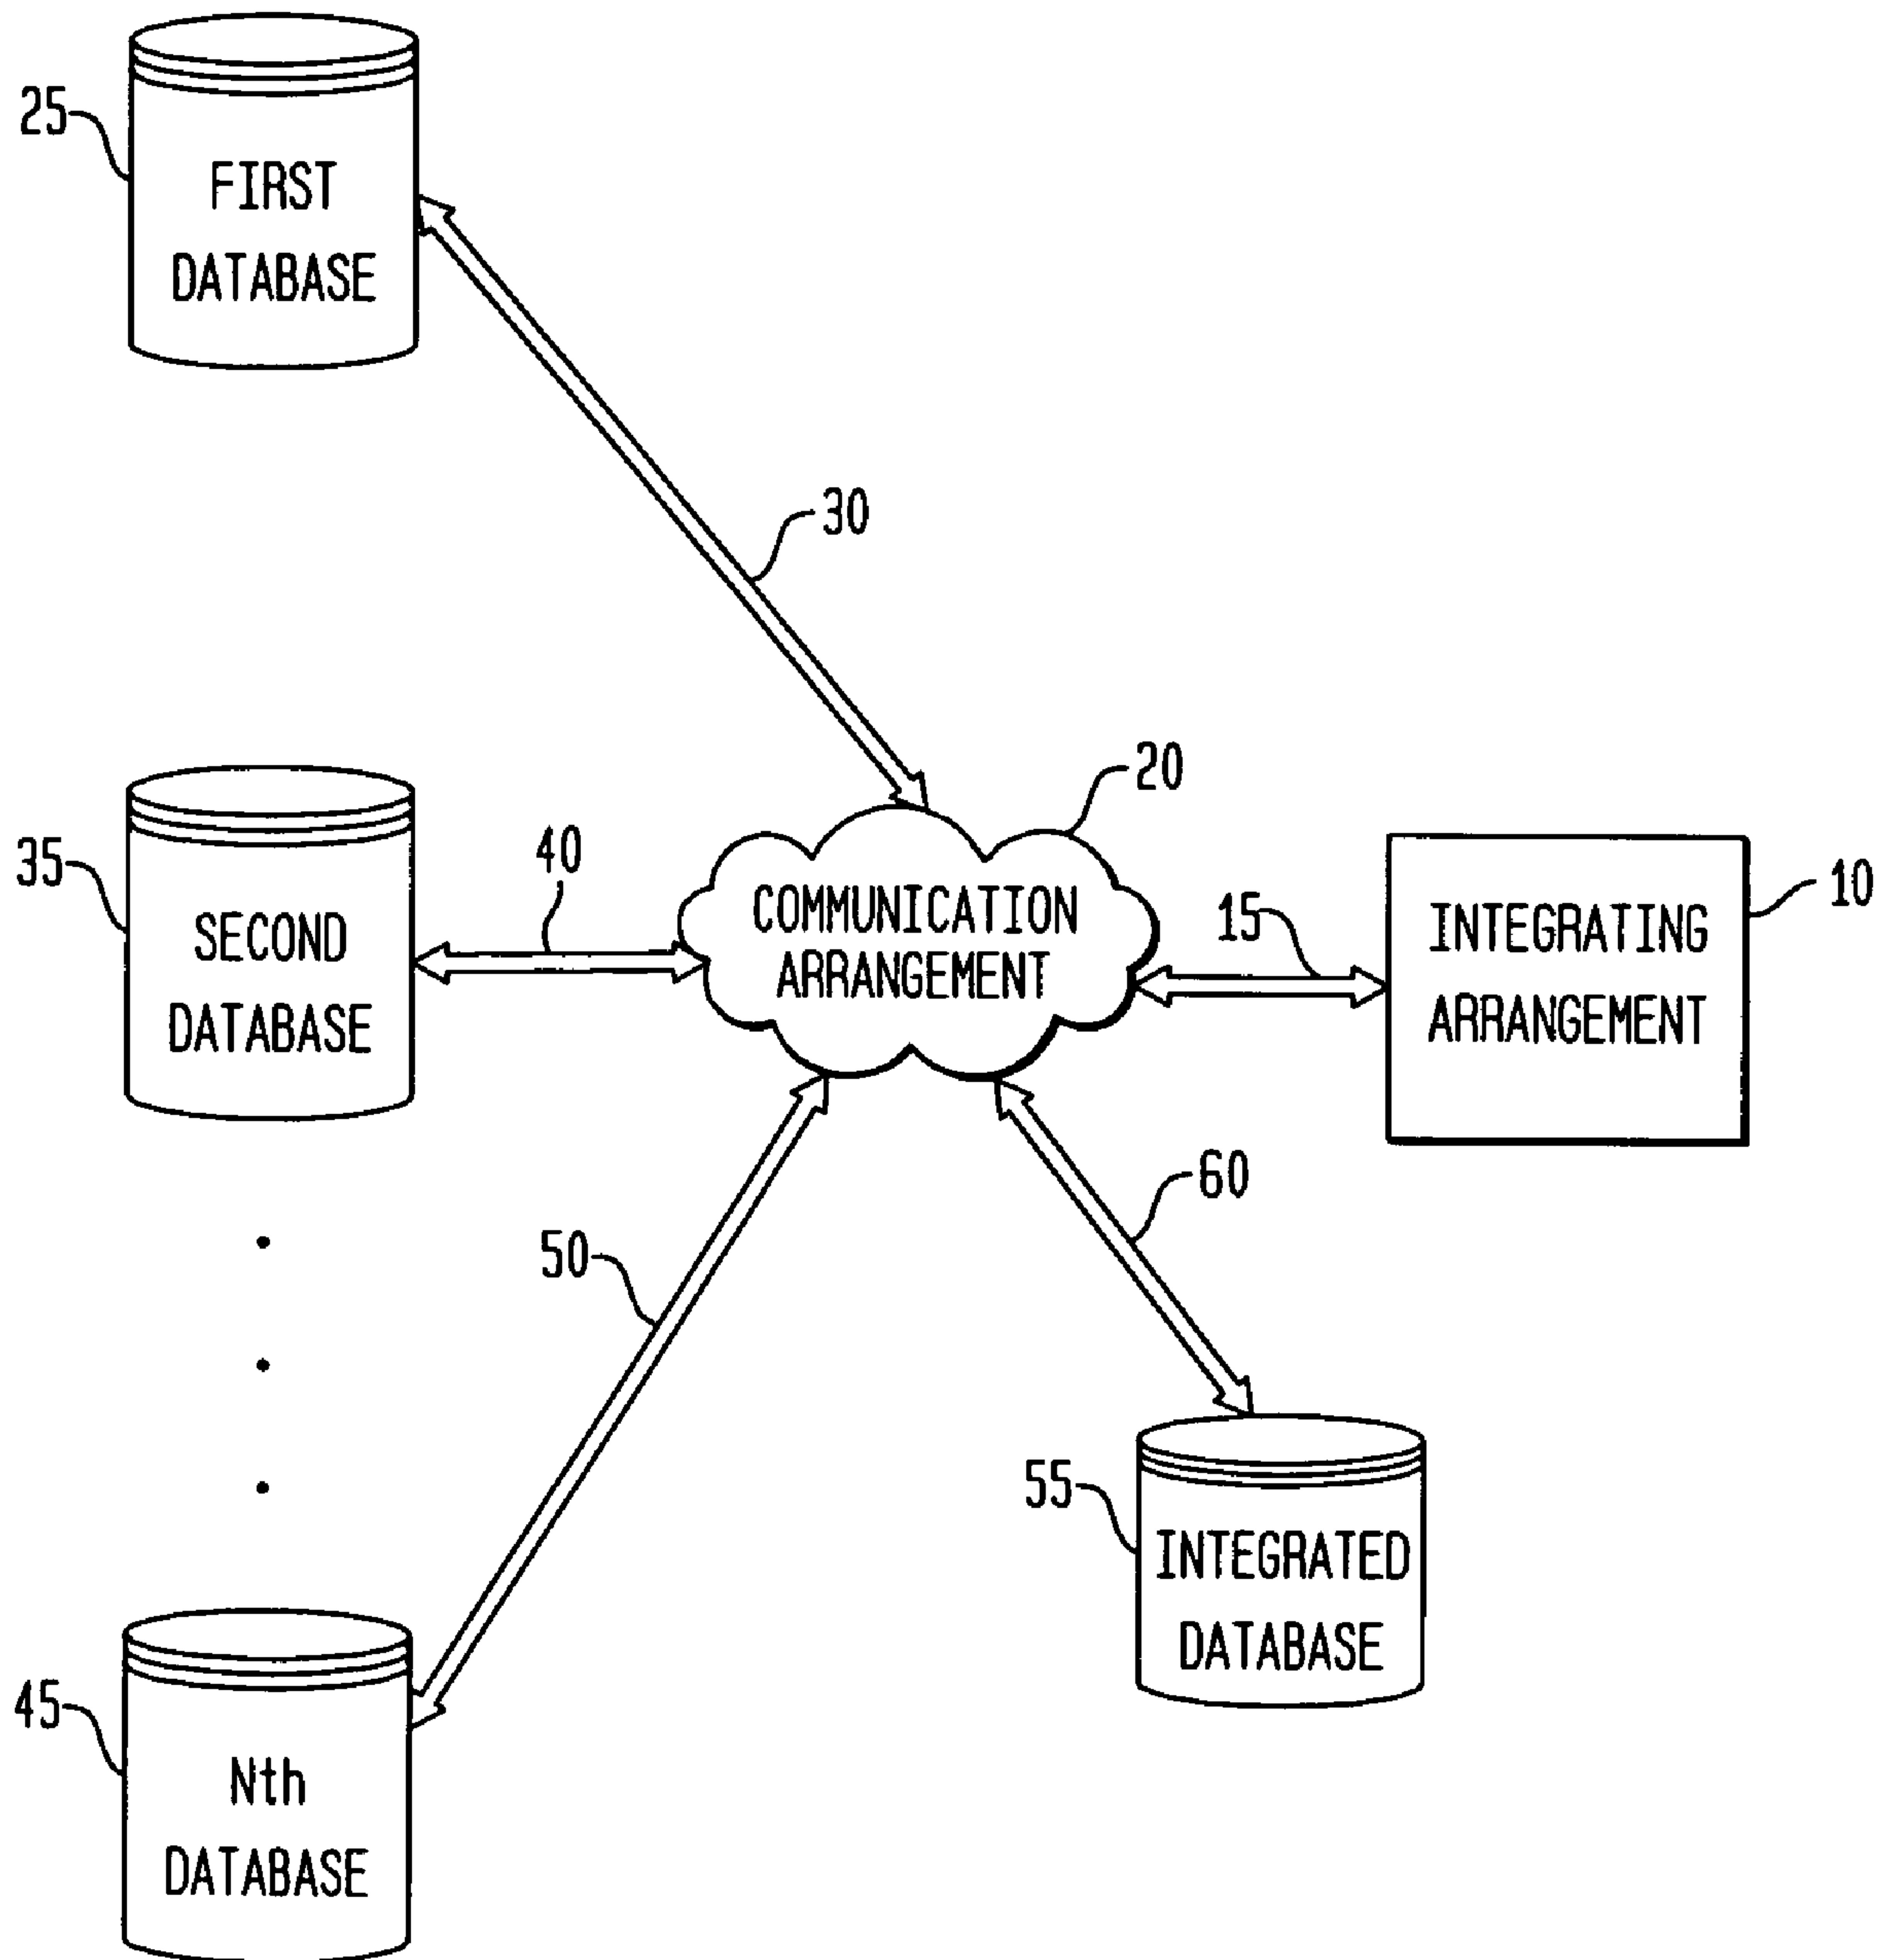 25
FIRST
DATABASE
30
20
35
SECOND
DATABASE
40
COMMUNICATION
ARRANGEMENT
15
INTEGRATING
ARRANGEMENT
10
50
60
55
INTEGRATED
DATABASE
45
Nth
DATABASE